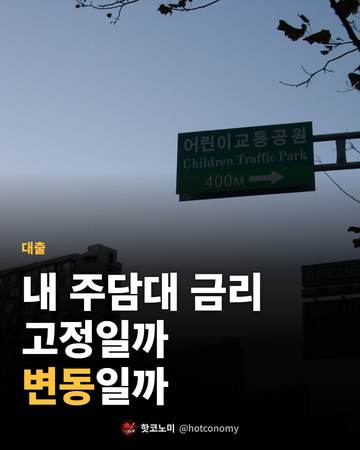 어린이교통공원
Children Traffic Park
400M
대출
내 주담대 금리
고정일까
변동일까
핫코노미 @hotconomy